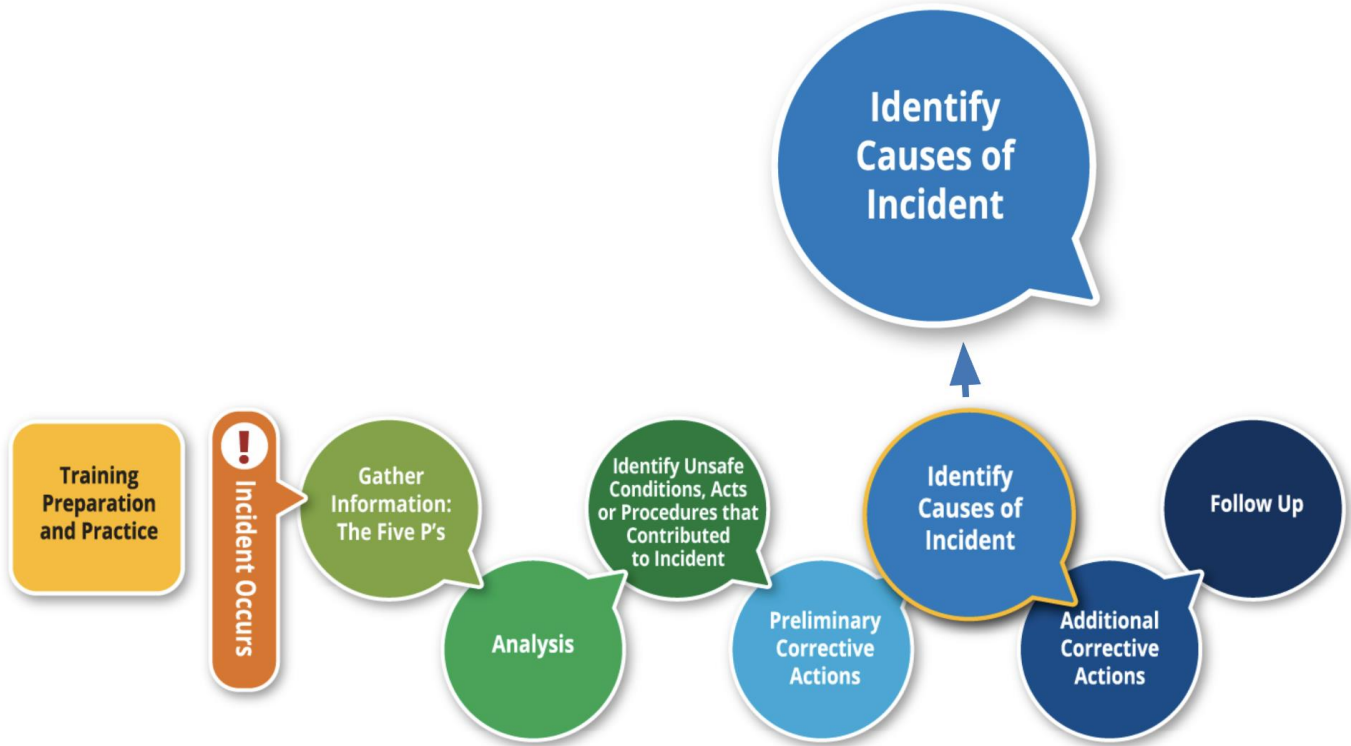 Identify
Causes of
Incident
Training
Preparation
and Practice
!
Incident Occurs
Gather
Information:
The Five P's
Analysis
Identify Unsafe
Conditions, Acts
or Procedures that
Contributed
to Incident
Preliminary
Corrective
Actions
Identify
Causes of
Incident
Additional
Corrective
Actions
Follow Up